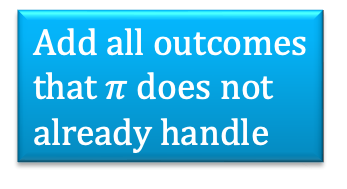 Add all outcomes
that π does not
already handle